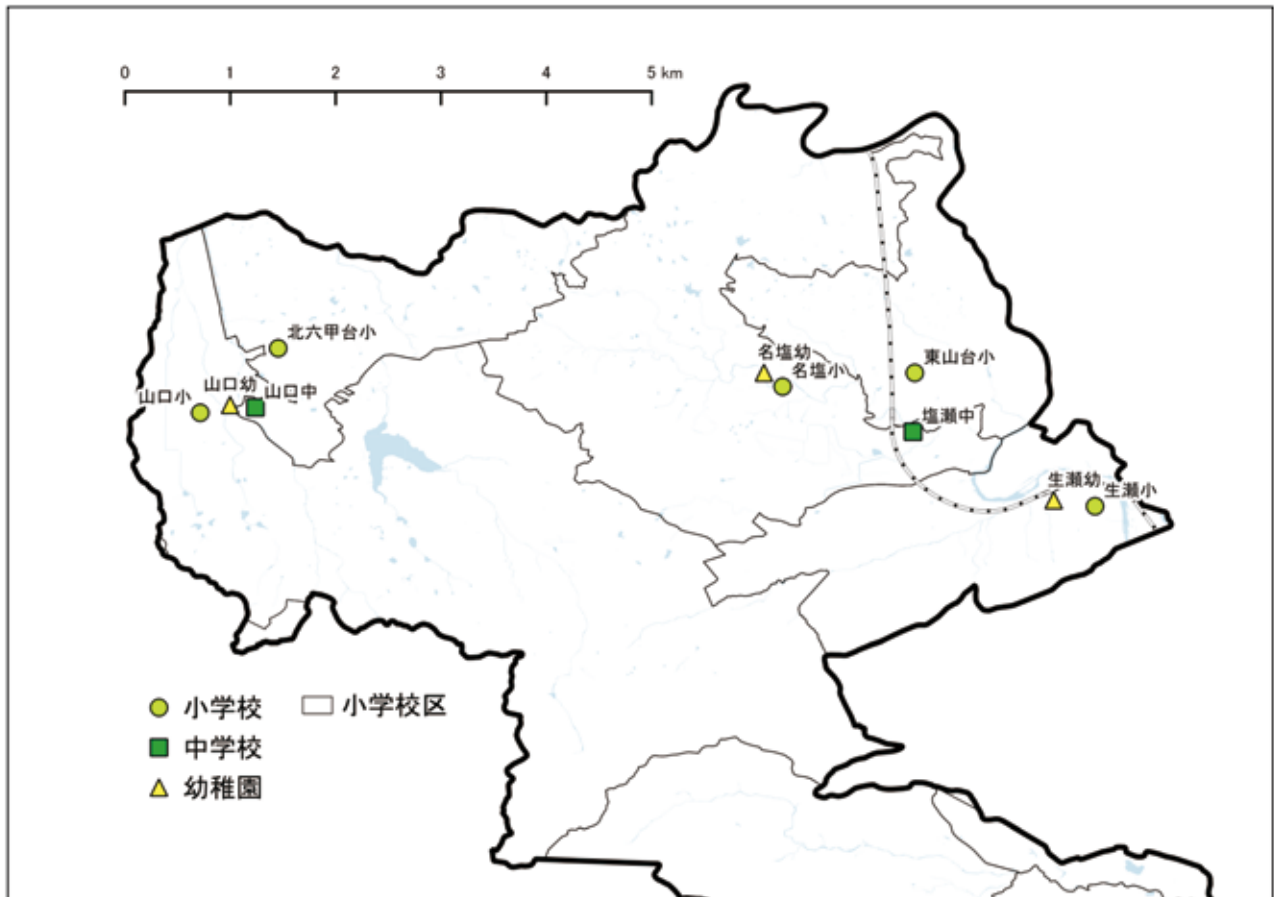 0 1 2 3 4 5 km
北六甲台小
山口小
山口幼
山口中
名塩幼
名塩小
東山台小
塩瀬中
生瀬幼
生瀬小
小学校
小学校区
中学校
幼稚園